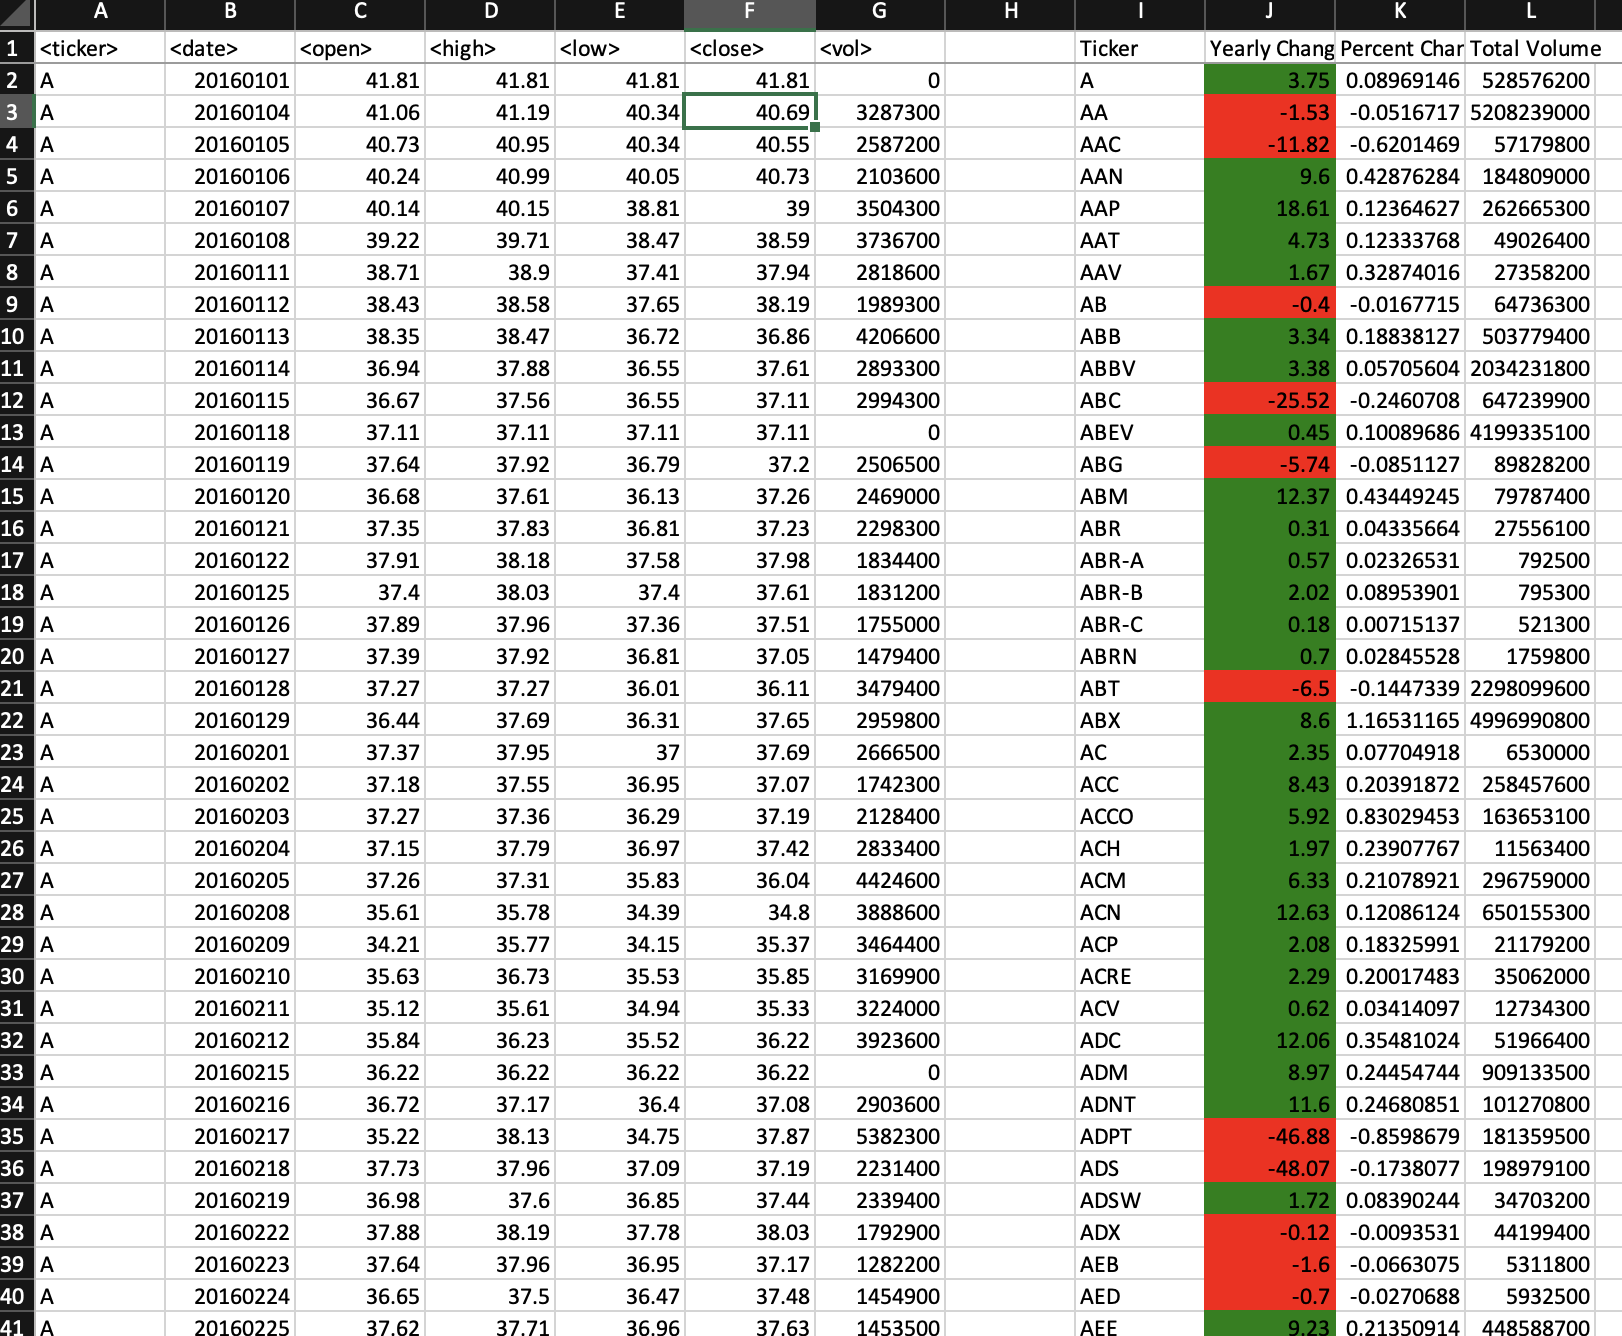 A B C D E F G H I J K L
1 <ticker> <date> <open> <high> <low> <close> <vol> Ticker Yearly Chang Percent Char Total Volume
2 A 20160101 41.81 41.81 41.81 41.81 0 A 3.75 0.08969146 528576200
3 A 20160104 41.06 41.19 40.34 40.69 3287300 AA -1.53 -0.0516717 5208239000
4 A 20160105 40.73 40.95 40.34 40.55 2587200 AAC -11.82 -0.6201469 57179800
5 A 20160106 40.24 40.99 40.05 40.73 2103600 AAN 9.6 0.42876284 184809000
6 A 20160107 40.14 40.15 38.81 39 3504300 AAP 18.61 0.12364627 262665300
7 A 20160108 39.22 39.71 38.47 38.59 3736700 AAT 4.73 0.12333768 49026400
8 A 20160111 38.71 38.9 37.41 37.94 2818600 AAV 1.67 0.32874016 27358200
9 A 20160112 38.43 38.58 37.65 38.19 1989300 AB -0.4 -0.0167715 64736300
10 A 20160113 38.35 38.47 36.72 36.86 4206600 ABB 3.34 0.18838127 503779400
11 A 20160114 36.94 37.88 36.55 37.61 2893300 ABBV 3.38 0.05705604 2034231800
12 A 20160115 36.67 37.56 36.55 37.11 2994300 ABC -25.52 -0.2460708 647239900
13 A 20160118 37.11 37.11 37.11 37.11 0 ABEV 0.45 0.10089686 4199335100
14 A 20160119 37.64 37.92 36.79 37.2 2506500 ABG -5.74 -0.0851127 89828200
15 A 20160120 36.68 37.61 36.13 37.26 2469000 ABM 12.37 0.43449245 79787400
16 A 20160121 37.35 37.83 36.81 37.23 2298300 ABR 0.31 0.04335664 27556100
17 A 20160122 37.91 38.18 37.58 37.98 1834400 ABR-A 0.57 0.02326531 792500
18 A 20160125 37.4 38.03 37.4 37.61 1831200 ABR-B 2.02 0.08953901 795300
19 A 20160126 37.89 37.96 37.36 37.51 1755000 ABR-C 0.18 0.00715137 521300
20 A 20160127 37.39 37.92 36.81 37.05 1479400 ABRN 0.7 0.02845528 1759800
21 A 20160128 37.27 37.27 36.01 36.11 3479400 ABT -6.5 -0.1447339 2298099600
22 A 20160129 36.44 37.69 36.31 37.65 2959800 ABX 8.6 1.16531165 4996990800
23 A 20160201 37.37 37.95 37 37.69 2666500 AC 2.35 0.07704918 6530000
24 A 20160202 37.18 37.55 36.95 37.07 1742300 ACC 8.43 0.20391872 258457600
25 A 20160203 37.27 37.36 36.29 37.19 2128400 ACCO 5.92 0.83029453 163653100
26 A 20160204 37.15 37.79 36.97 37.42 2833400 ACH 1.97 0.23907767 11563400
27 A 20160205 37.26 37.31 35.83 36.04 4424600 ACM 6.33 0.21078921 296759000
28 A 20160208 35.61 35.78 34.39 34.8 3888600 ACN 12.63 0.12086124 650155300
29 A 20160209 34.21 35.77 34.15 35.37 3464400 ACP 2.08 0.18325991 21179200
30 A 20160210 35.63 36.73 35.53 35.85 3169900 ACRE 2.29 0.20017483 35062000
31 A 20160211 35.12 35.61 34.94 35.33 3224000 ACV 0.62 0.03414097 12734300
32 A 20160212 35.84 36.23 35.52 36.22 3923600 ADC 12.06 0.35481024 51966400
33 A 20160215 36.22 36.22 36.22 36.22 0 ADM 8.97 0.24454744 909133500
34 A 20160216 36.72 37.17 36.4 37.08 2903600 ADNT 11.6 0.24680851 101270800
35 A 20160217 35.22 38.13 34.75 37.87 5382300 ADPT -46.88 -0.8598679 181359500
36 A 20160218 37.73 37.96 37.09 37.19 2231400 ADS -48.07 -0.1738077 198979100
37 A 20160219 36.98 37.6 36.85 37.44 2339400 ADSW 1.72 0.08390244 34703200
38 A 20160222 37.88 38.19 37.78 38.03 1792900 ADX -0.12 -0.0093531 44199400
39 A 20160223 37.64 37.96 36.95 37.17 1282200 AEB -1.6 -0.0663075 5311800
40 A 20160224 36.65 37.5 36.47 37.48 1454900 AED -0.7 -0.0270688 5932500
41 A 20160225 37.62 37.71 36.96 37.63 1453500 AEE 9.23 0.21350914 448588700